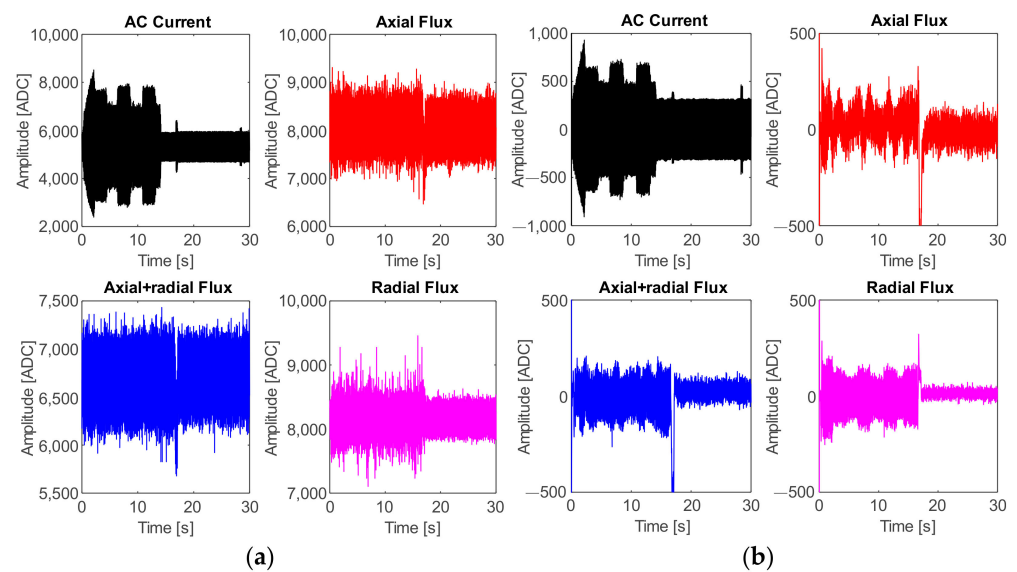 AC Current
Amplitude [ADC]
10,000
8,000
6,000
4,000
2,000
0 10 20 30
Time [s]
Axial Flux
Amplitude [ADC]
10,000
9,000
8,000
7,000
6,000
0 10 20 30
Time [s]
AC Current
Amplitude [ADC]
1,000
500
0
—500
—1,000
0 10 20 30
Time [s]
Axial Flux
Amplitude [ADC]
500
0
—500
0 10 20 30
Time [s]
Axial+radial Flux
Amplitude [ADC]
7,500
7,000
6,500
6,000
5,500
0 10 20 30
Time [s]
Radial Flux
Amplitude [ADC]
10,000
9,000
8,000
7,000
0 10 20 30
Time [s]
Axial+radial Flux
Amplitude [ADC]
500
0
—500
0 10 20 30
Time [s]
Radial Flux
Amplitude [ADC]
500
0
—500
0 10 20 30
Time [s]
(a)
(b)